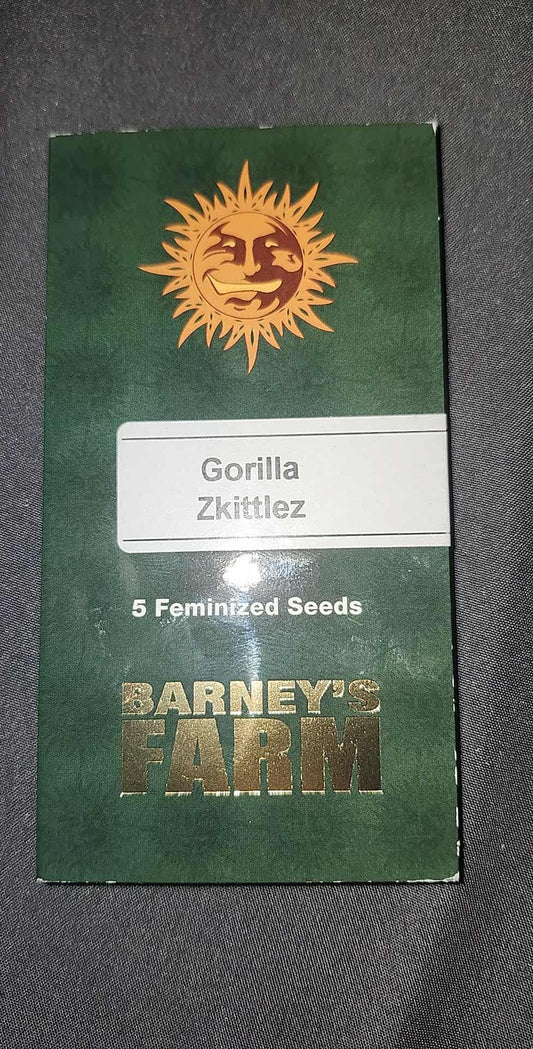 Gorilla
Zkittlez
5 Feminized Seeds
BARNEY'S
FARM